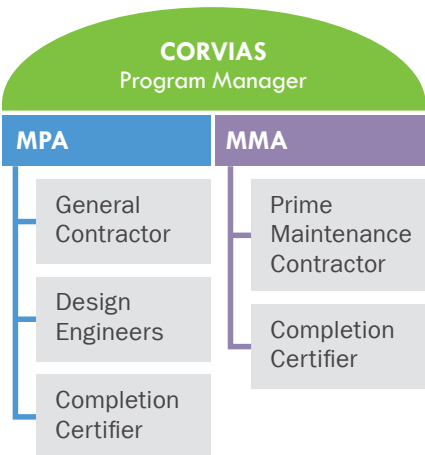 CORVIAS
Program Manager
MPA
General
Contractor
Design
Engineers
Completion
Certifier
MMA
Prime
Maintenance
Contractor
Completion
Certifier